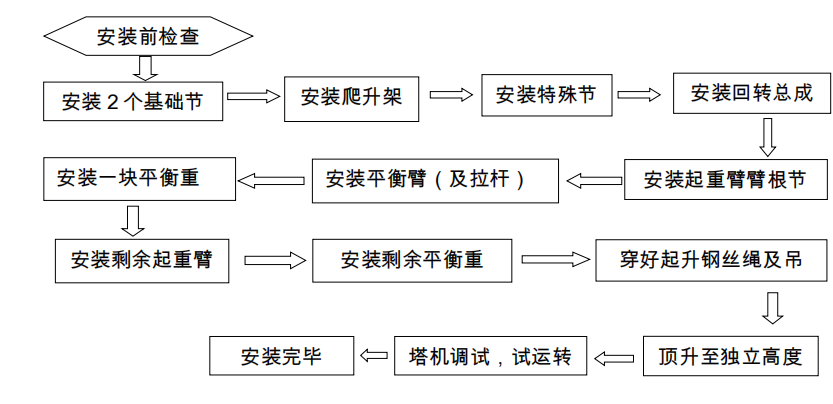 安装前检查
安装２个基础节
安装爬升架
安装特殊节
安装回转总成
安装起重臂臂根节
安装平衡臂（及拉杆）
安装一块平衡重
安装剩余起重臂
安装剩余平衡重
穿好起升钢丝绳及吊
顶升至独立高度
塔机调试，试运转
安装完毕